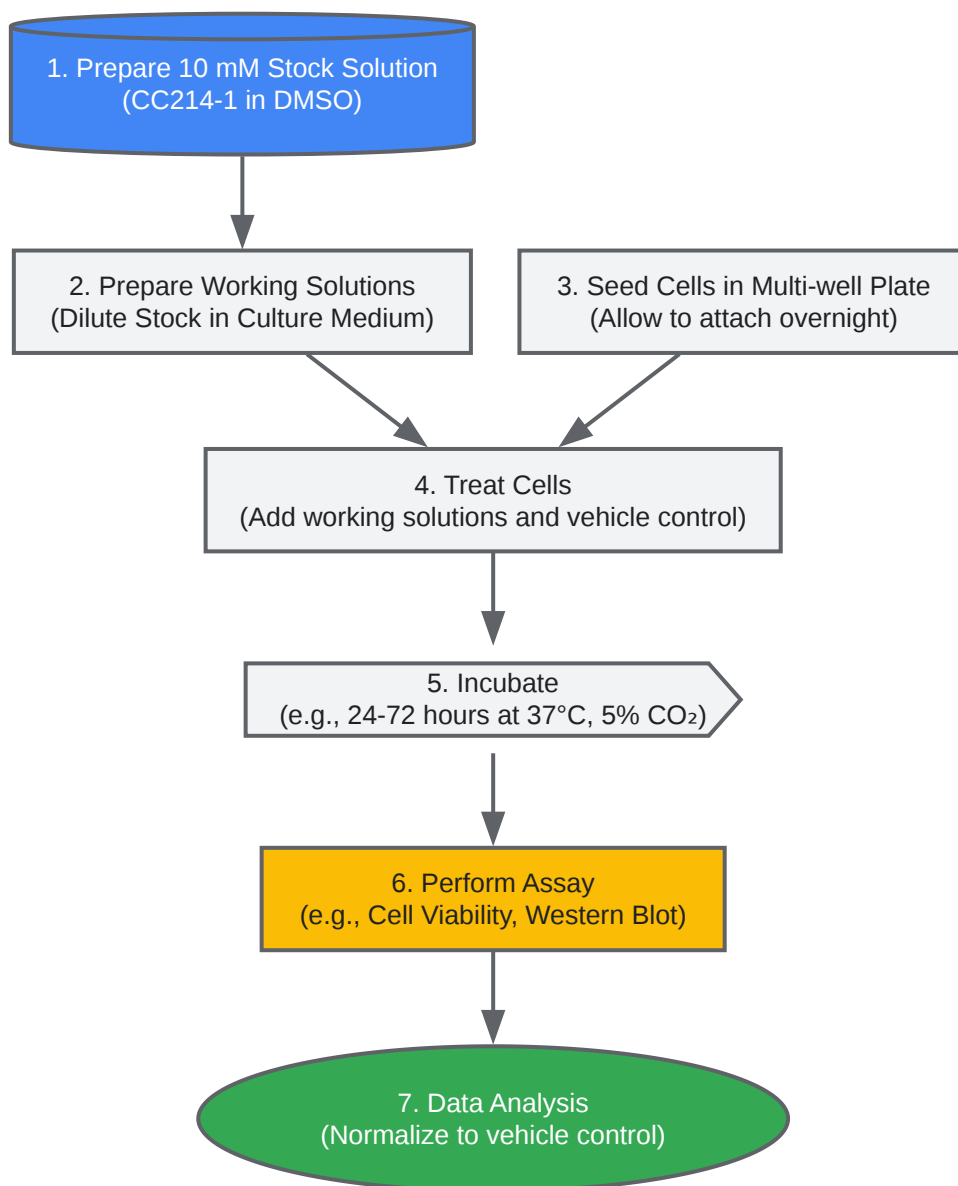 1. Prepare 10 mM Stock Solution
(CC214-1 in DMSO)
2. Prepare Working Solutions
(Dilute Stock in Culture Medium)
3. Seed Cells in Multi-well Plate
(Allow to attach overnight)
4. Treat Cells
(Add working solutions and vehicle control)
5. Incubate
(e.g., 24-72 hours at 37°C, 5% CO₂)
6. Perform Assay
(e.g., Cell Viability, Western Blot)
7. Data Analysis
(Normalize to vehicle control)